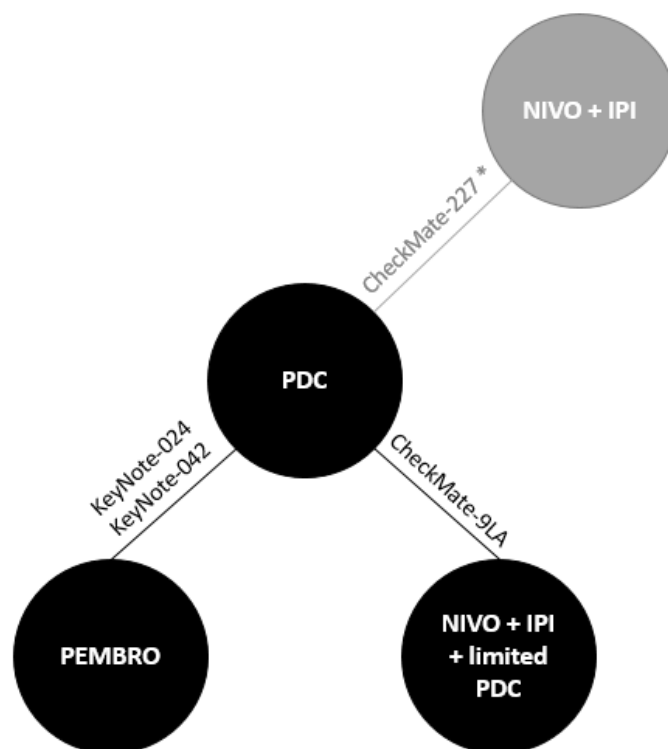 NIVO + IPI
CheckMate-227 *
PDC
KeyNote-024
KeyNote-042
CheckMate-9LA
PEMBRO
NIVO + IPI
+ limited
PDC